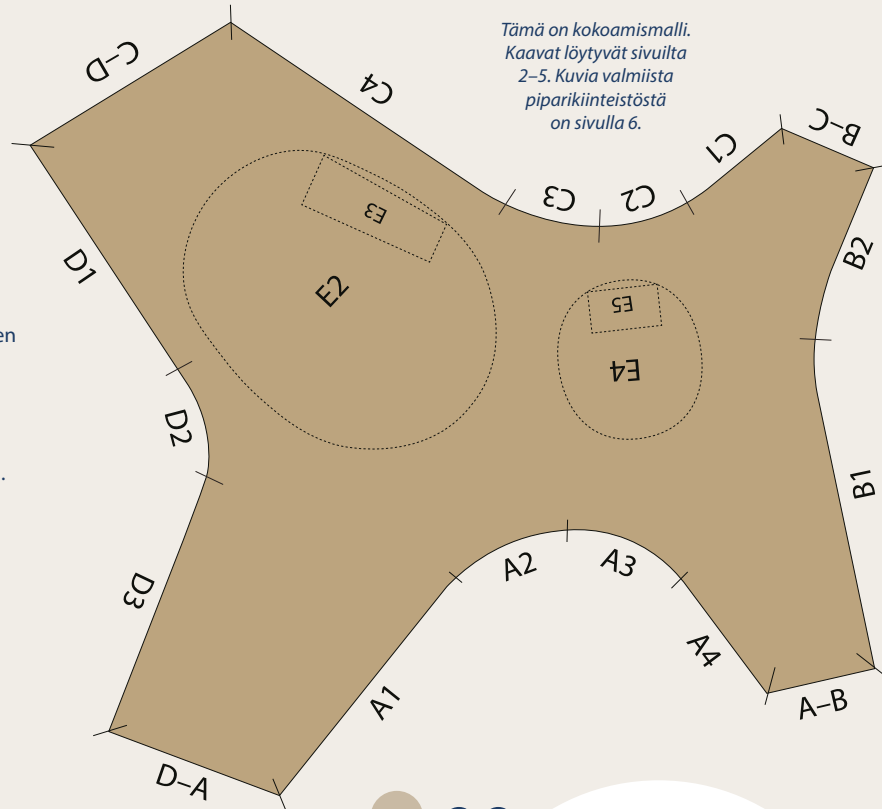 Tämä on kokoamismalli.
Kaavat löytyvät sivuilta
2–5. Kuvia valmiista
piparikiinteistöstä
on sivulla 6.
C–D
C4
C3
C2
C1
B–C
B2
B1
A–B
A4
A3
A2
A1
D–A
D3
D2
D1
E3
E2
E5
E4
en
.